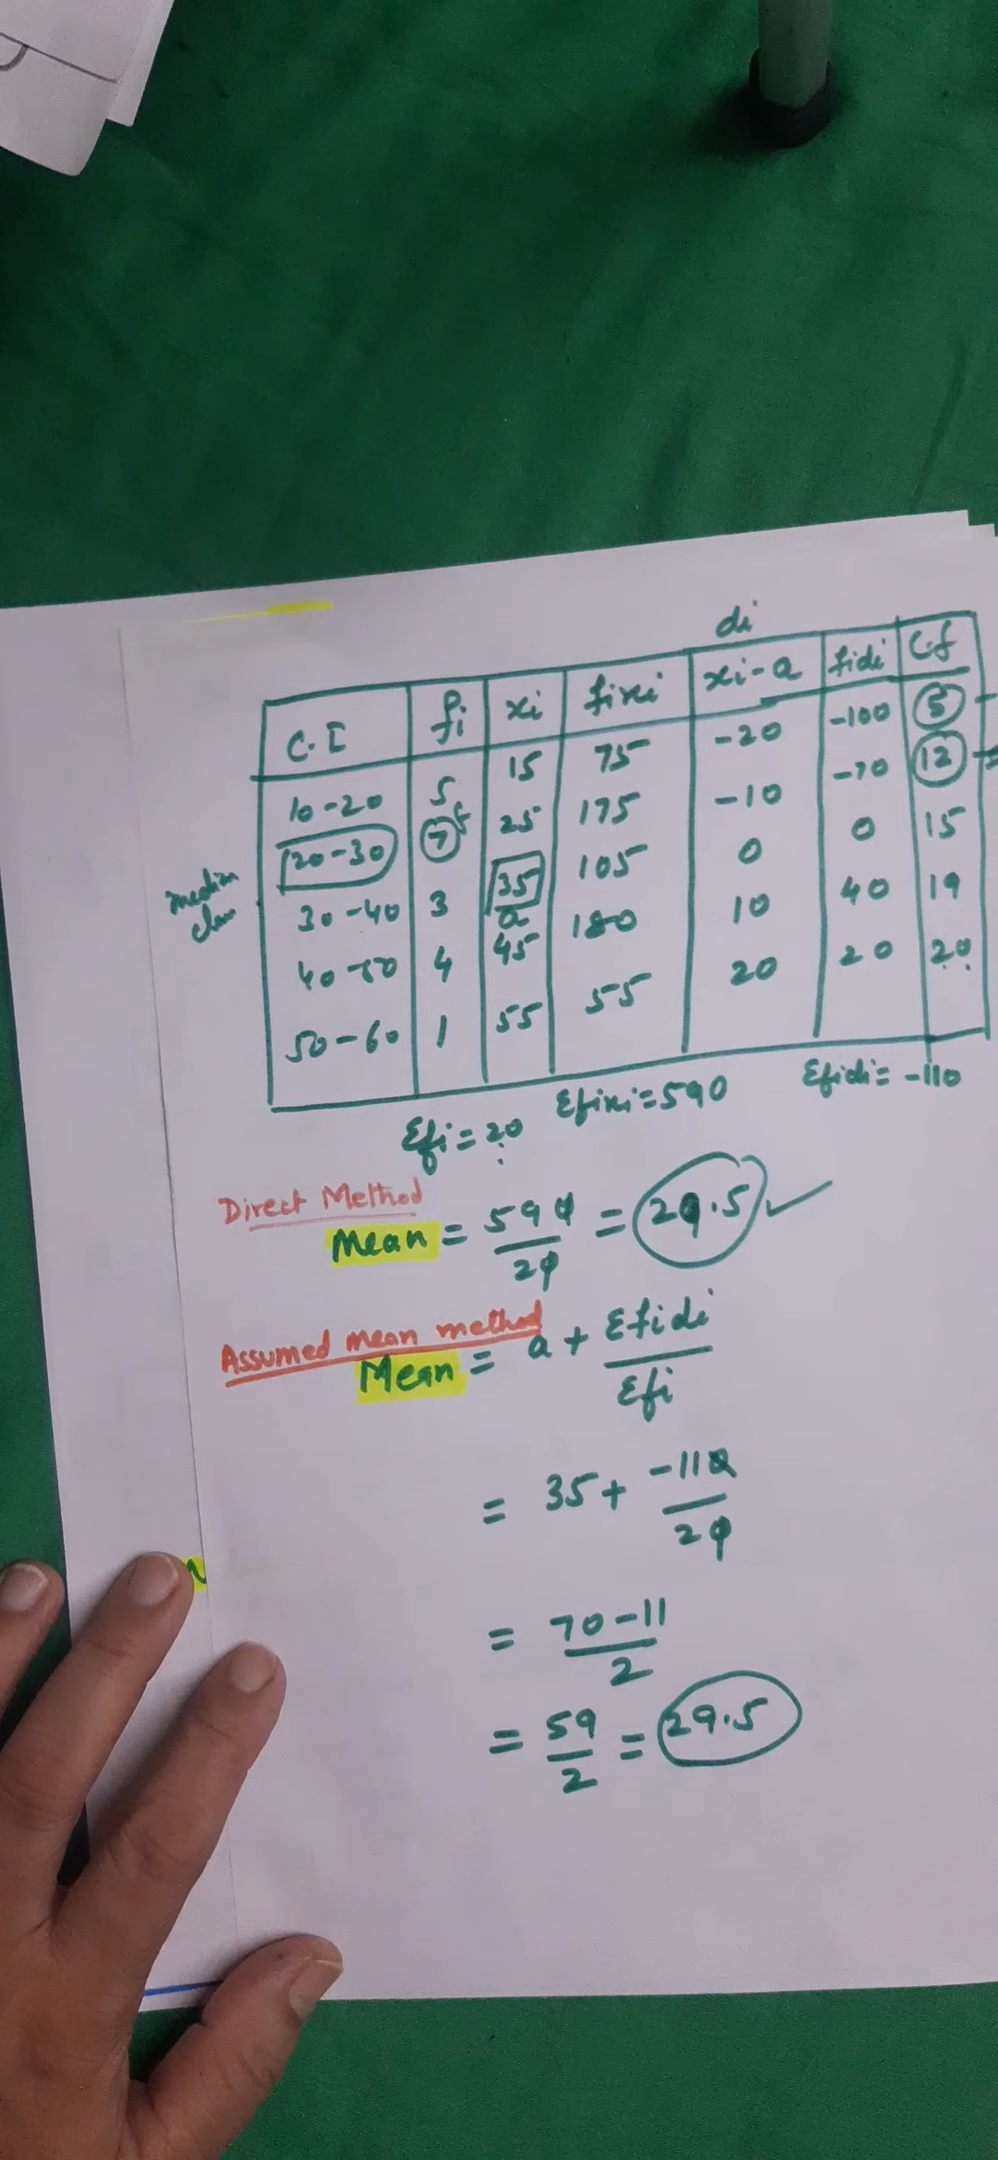 di
C.I fi xi fixi xi-a fidi C.f
10-20 5 15 75 -20 -100 5
20-30 7 f 25 175 -10 -70 12
median class
30-40 3 35 105 0 0 15
a
40-50 4 45 180 10 40 19
50-60 1 55 55 20 20 20
Σfi = 20 Σfixi = 590 Σfidi = -110
Direct Method
Mean = 590/20 = 29.5 ✓
Assumed mean method
Mean = a + Σfidi/Σfi
= 35 + -110/20
= 70-11/2
= 59/2 = 29.5